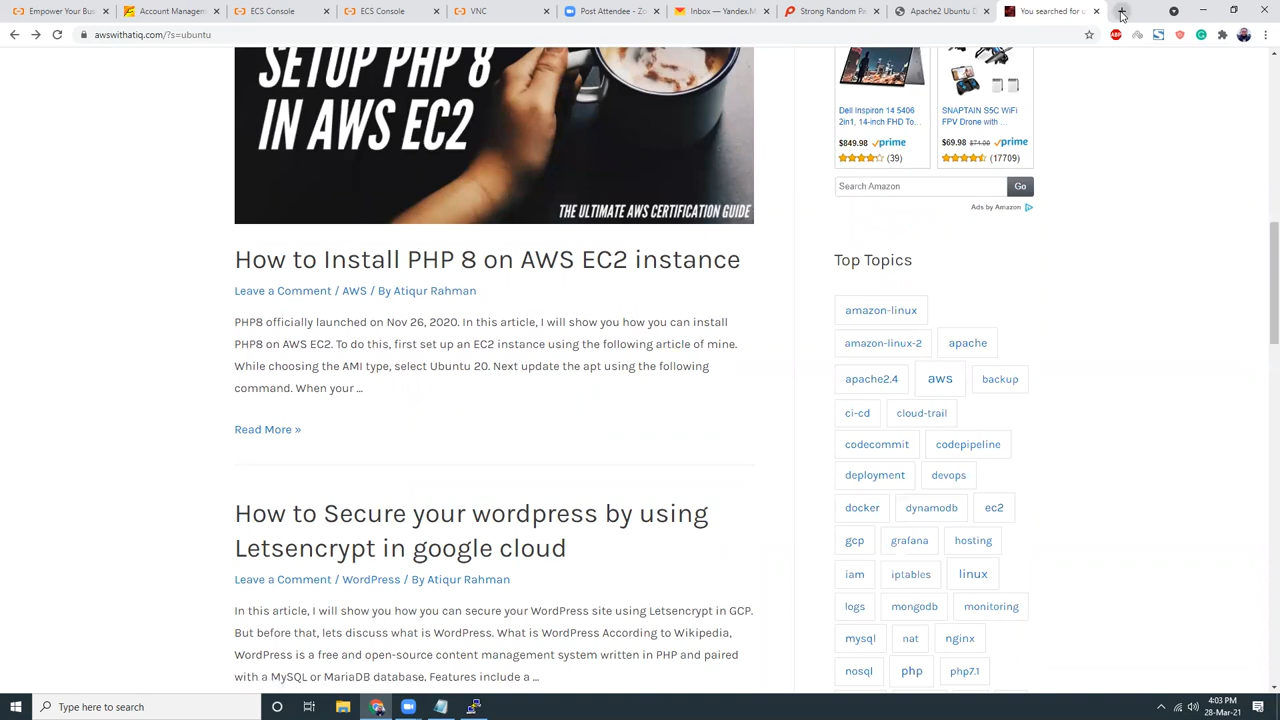 ECS Console
Account Managem
ECS Console
ECS Console
VNC
Post Attendee - Zo
Inbox — Yandex.M
Strong Random Pa
Apache2 Ubuntu D
You searched for u
awswithatiq.com/?s=ubuntu
SETUP PHP 8
IN AWS EC2
THE ULTIMATE AWS CERTIFICATION GUIDE
How to Install PHP 8 on AWS EC2 instance
Leave a Comment / AWS / By Atiqur Rahman
PHP8 officially launched on Nov 26, 2020. In this article, I will show you how you can install
PHP8 on AWS EC2. To do this, first set up an EC2 instance using the following article of mine.
While choosing the AMI type, select Ubuntu 20. Next update the apt using the following
command. When your ...
Read More »
How to Secure your wordpress by using
Letsencrypt in google cloud
Leave a Comment / WordPress / By Atiqur Rahman
In this article, I will show you how you can secure your WordPress site using Letsencrypt in GCP.
But before that, lets discuss what is WordPress. What is WordPress According to Wikipedia,
WordPress is a free and open-source content management system written in PHP and paired
with a MySQL or MariaDB database. Features include a ...
Dell Inspiron 14 5406
2in1, 14-inch FHD To...
$849.98 prime
(39)
SNAPTAIN S5C WiFi
FPV Drone with ...
$69.98 $74.00 prime
(17709)
Search Amazon Go
Ads by Amazon
Top Topics
amazon-linux
amazon-linux-2 apache
apache2.4 aws backup
ci-cd cloud-trail
codecommit codepipeline
deployment devops
docker dynamodb ec2
gcp grafana hosting
iam iptables linux
logs mongodb monitoring
mysql nat nginx
nosql php php7.1
Type here to search
4:03 PM
28-Mar-21